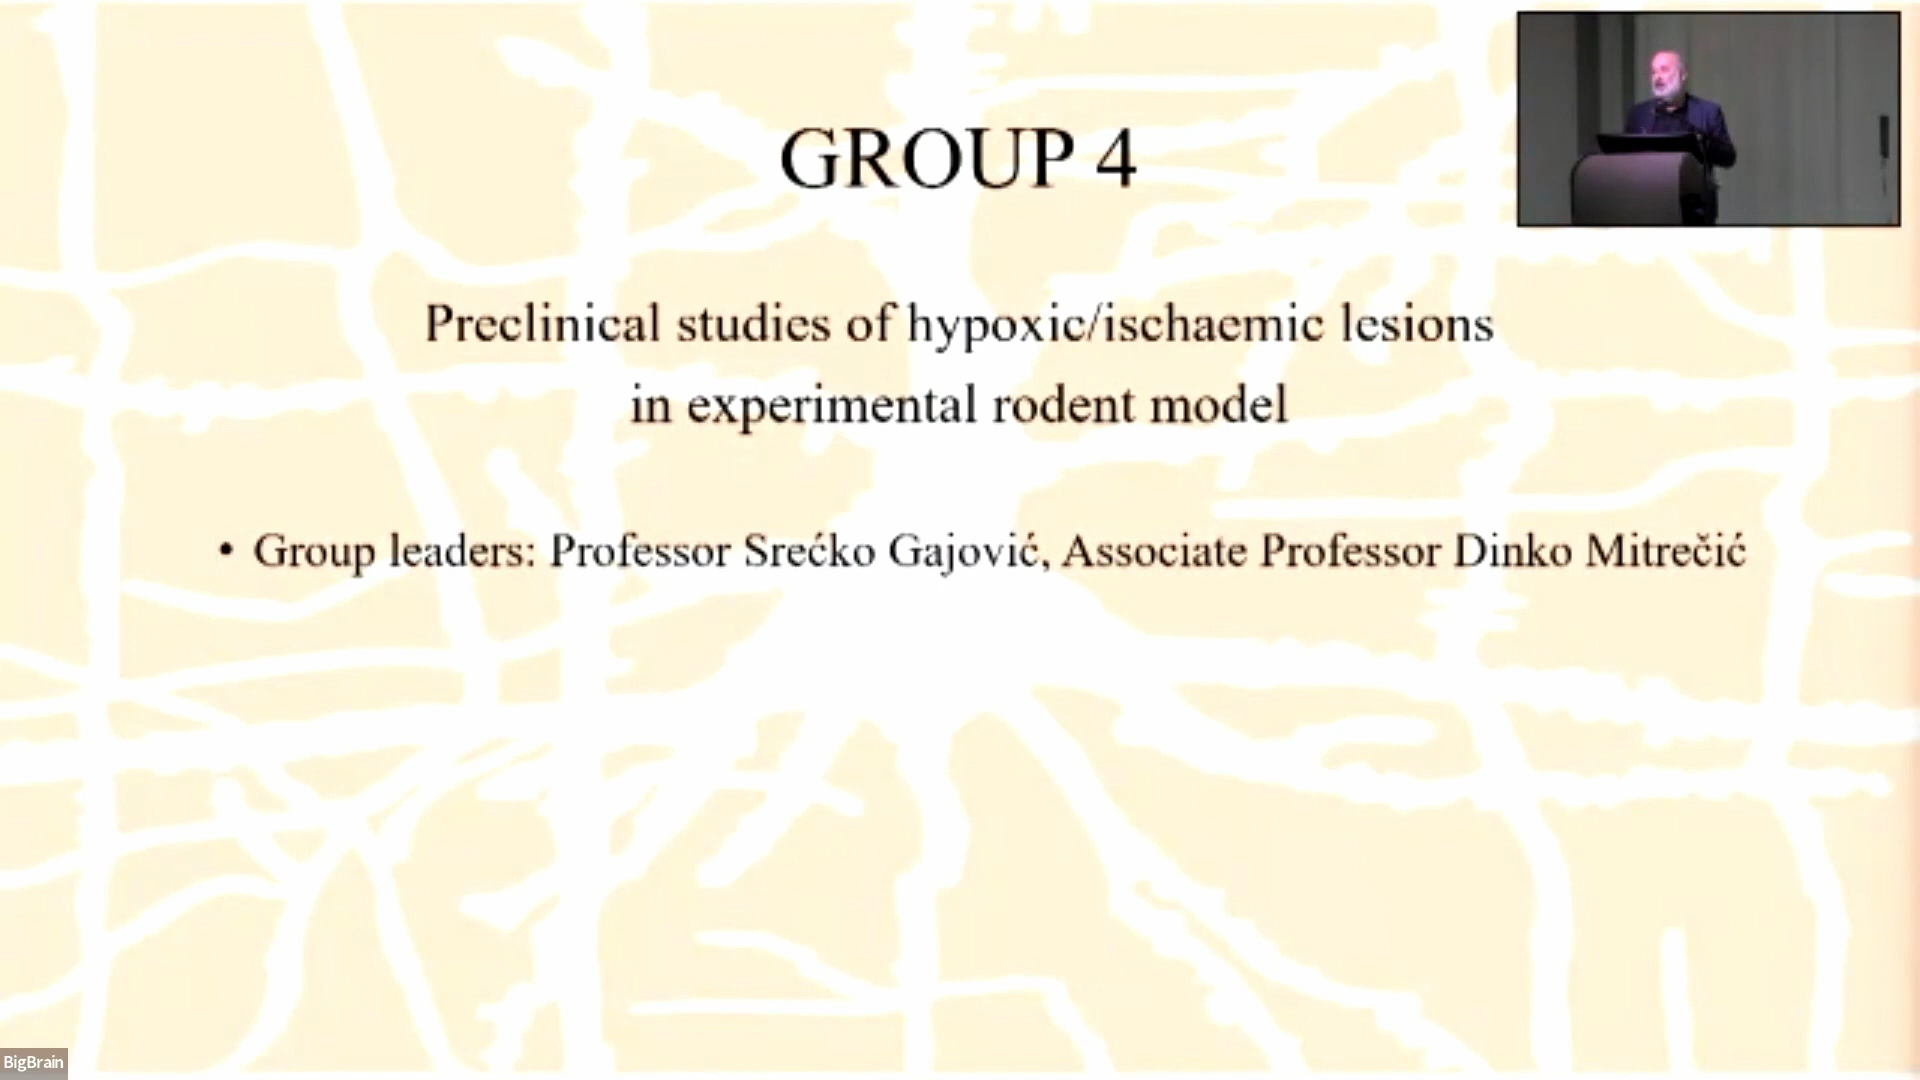 GROUP 4
Preclinical studies of hypoxic/ischaemic lesions
in experimental rodent model
• Group leaders: Professor Srećko Gajović, Associate Professor Dinko Mitrečić
BigBrain